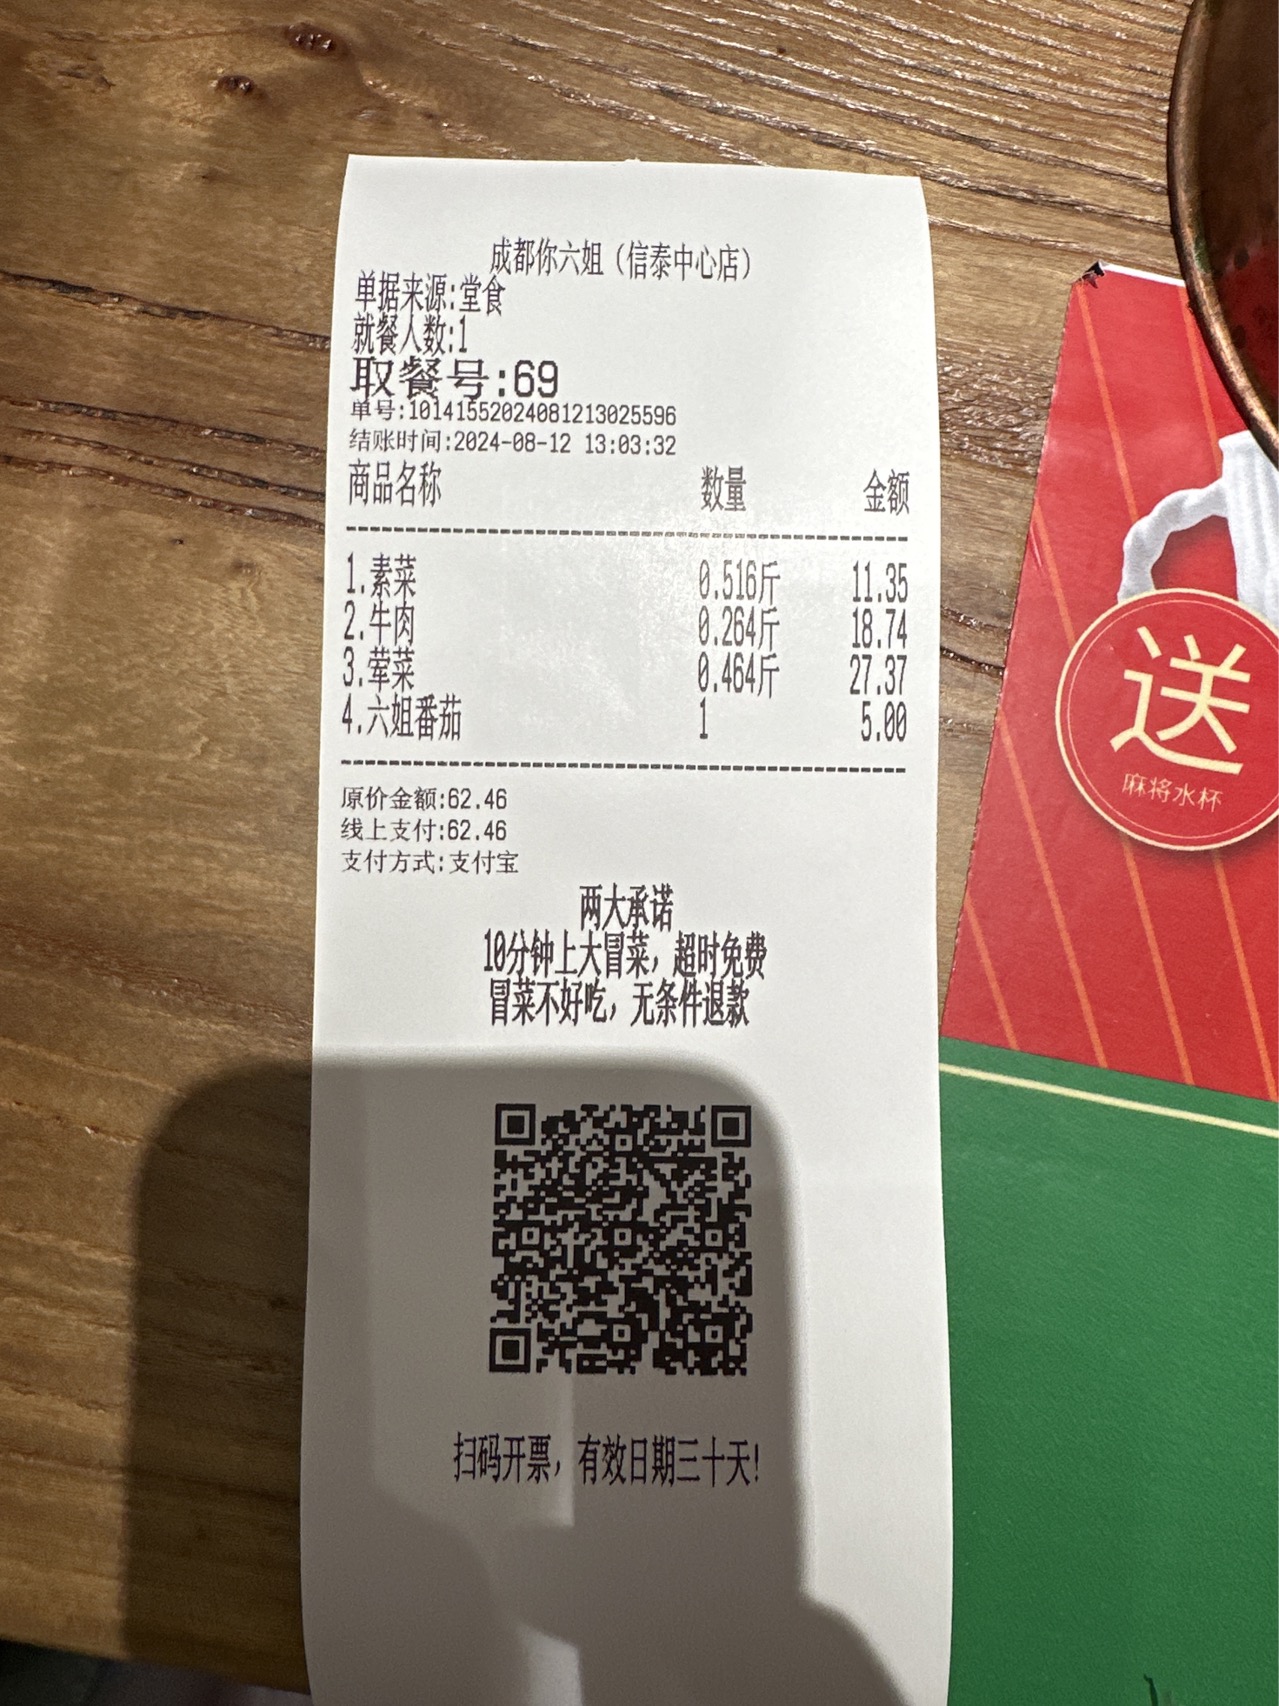 成都你六姐（信泰中心店）
单据来源:堂食
就餐人数:1
取餐号:69
单号:10141552024081213025596
结账时间:2024-08-12 13:03:32
商品名称 数量 金额
1.素菜 0.516斤 11.35
2.牛肉 0.264斤 18.74
3.荤菜 0.464斤 27.37
4.六姐番茄 1 5.00
原价金额:62.46
线上支付:62.46
支付方式:支付宝
两大承诺
10分钟上大冒菜，超时免费
冒菜不好吃，无条件退款
扫码开票，有效日期三十天!
送
麻将水杯